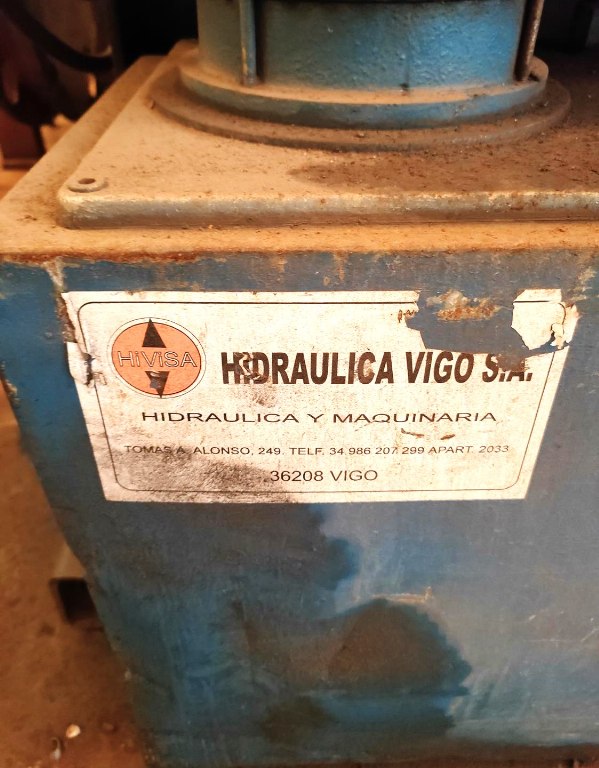 HiViSA
HIDRAULICA VIGO S.A.
HIDRAULICA Y MAQUINARIA
TOMAS A. ALONSO, 249. TELF. 34 986 207 299 APART. 2033
36208 VIGO